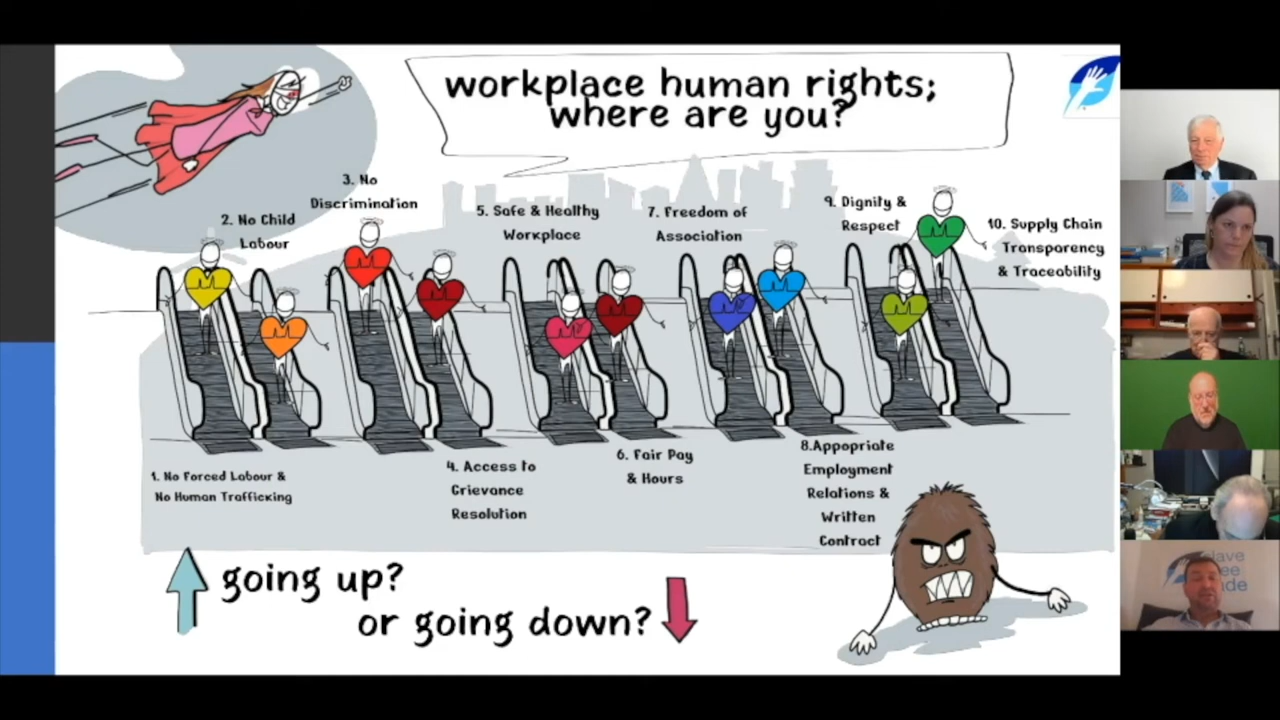 workplace human rights;
where are you?
3. No
Discrimination
2. No Child
Labour
5. Safe & Healthy
Workplace
7. Freedom of
Association
9. Dignity &
Respect
10. Supply Chain
Transparency
& Traceability
1. No Forced Labour &
No Human Trafficking
4. Access to
Grievance
Resolution
6. Fair Pay
& Hours
8.Appopriate
Employment
Relations &
Written
Contract
going up?
or going down?